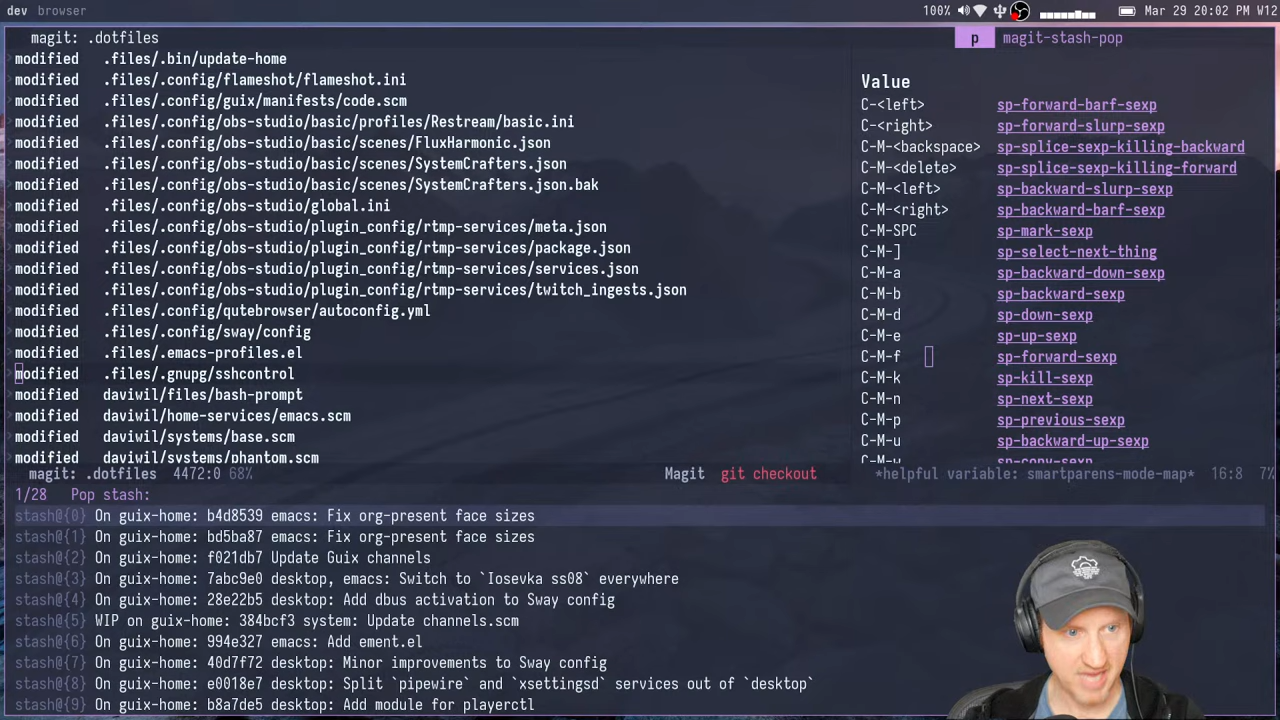 dev browser
100% Mar 29 20:02 PM W12
magit: .dotfiles
p magit-stash-pop
modified .files/.bin/update-home
modified .files/.config/flameshot/flameshot.ini
modified .files/.config/guix/manifests/code.scm
modified .files/.config/obs-studio/basic/profiles/Restream/basic.ini
modified .files/.config/obs-studio/basic/scenes/FluxHarmonic.json
modified .files/.config/obs-studio/basic/scenes/SystemCrafters.json
modified .files/.config/obs-studio/basic/scenes/SystemCrafters.json.bak
modified .files/.config/obs-studio/global.ini
modified .files/.config/obs-studio/plugin_config/rtmp-services/meta.json
modified .files/.config/obs-studio/plugin_config/rtmp-services/package.json
modified .files/.config/obs-studio/plugin_config/rtmp-services/services.json
modified .files/.config/obs-studio/plugin_config/rtmp-services/twitch_ingests.json
modified .files/.config/qutebrowser/autoconfig.yml
modified .files/.config/sway/config
modified .files/.emacs-profiles.el
modified .files/.gnupg/sshcontrol
modified daviwil/files/bash-prompt
modified daviwil/home-services/emacs.scm
modified daviwil/systems/base.scm
modified daviwil/systems/phantom.scm
magit: .dotfiles 4472:0 68% Magit git checkout
Value
C-<left> sp-forward-barf-sexp
C-<right> sp-forward-slurp-sexp
C-M-<backspace> sp-splice-sexp-killing-backward
C-M-<delete> sp-splice-sexp-killing-forward
C-M-<left> sp-backward-slurp-sexp
C-M-<right> sp-backward-barf-sexp
C-M-SPC sp-mark-sexp
C-M-] sp-select-next-thing
C-M-a sp-backward-down-sexp
C-M-b sp-backward-sexp
C-M-d sp-down-sexp
C-M-e sp-up-sexp
C-M-f sp-forward-sexp
C-M-k sp-kill-sexp
C-M-n sp-next-sexp
C-M-p sp-previous-sexp
C-M-u sp-backward-up-sexp
C-M-w sp-copy-sexp
*helpful variable: smartparens-mode-map* 16:8 7%
1/28 Pop stash:
stash@{0} On guix-home: b4d8539 emacs: Fix org-present face sizes
stash@{1} On guix-home: bd5ba87 emacs: Fix org-present face sizes
stash@{2} On guix-home: f021db7 Update Guix channels
stash@{3} On guix-home: 7abc9e0 desktop, emacs: Switch to `Iosevka ss08` everywhere
stash@{4} On guix-home: 28e22b5 desktop: Add dbus activation to Sway config
stash@{5} WIP on guix-home: 384bcf3 system: Update channels.scm
stash@{6} On guix-home: 994e327 emacs: Add ement.el
stash@{7} On guix-home: 40d7f72 desktop: Minor improvements to Sway config
stash@{8} On guix-home: e0018e7 desktop: Split `pipewire` and `xsettingsd` services out of `desktop`
stash@{9} On guix-home: b8a7de5 desktop: Add module for playerctl